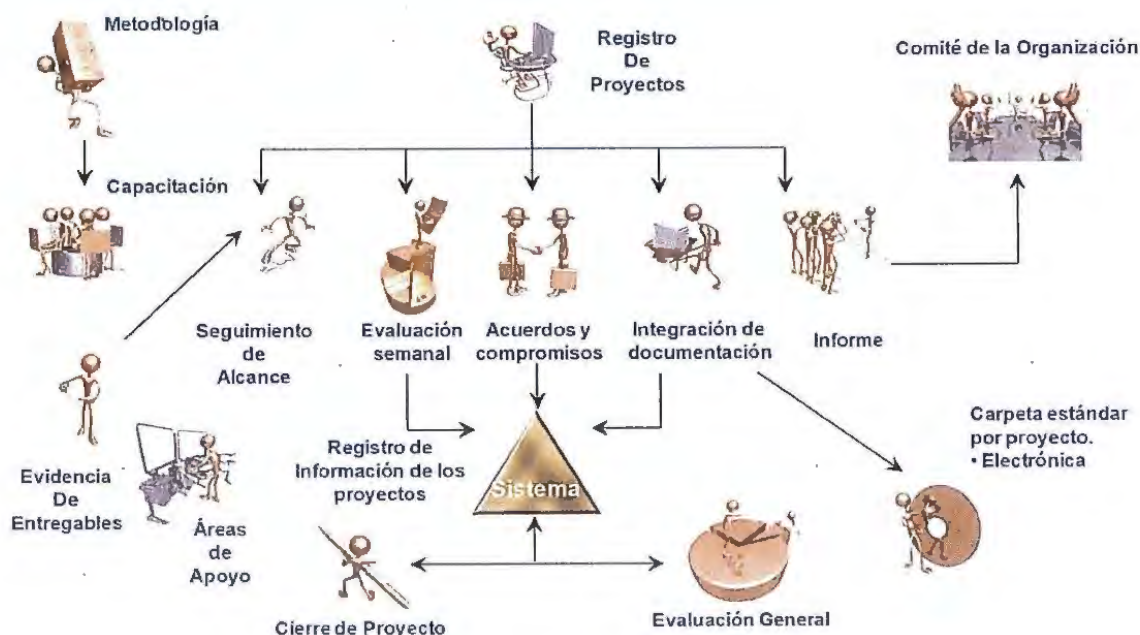 Metodología
Registro
De
Proyectos
Comité de la Organización
Capacitación
Seguimiento
de
Alcance
Evaluación
semanal
Acuerdos y
compromisos
Integración de
documentación
Informe
Evidencia
De
Entregables
Áreas
de
Apoyo
Registro de
Información de los
proyectos
Sistema
Carpeta estándar
por proyecto.
• Electrónica
Cierre de Proyecto
Evaluación General